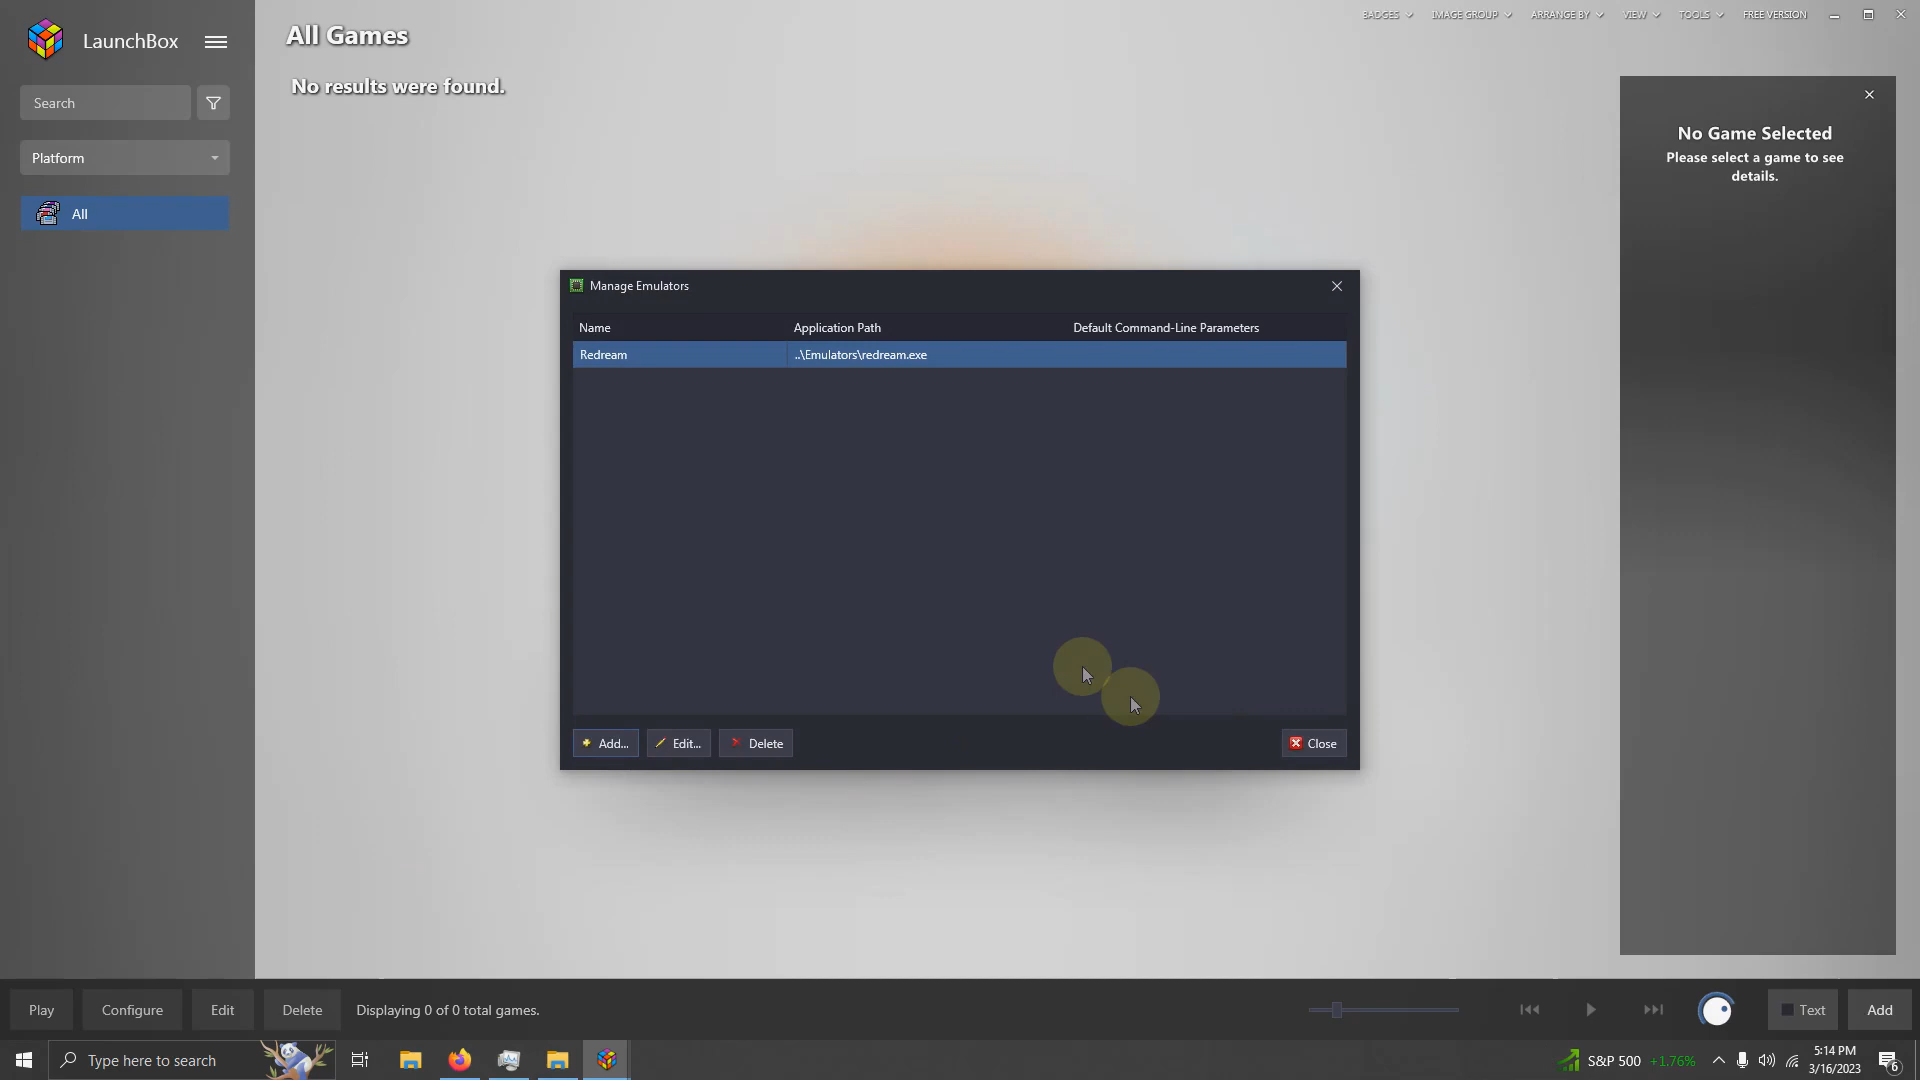 LaunchBox
All Games
BADGES
IMAGE GROUP
ARRANGE BY
VIEW
TOOLS
FREE VERSION
No results were found.
Search
Platform
All
No Game Selected
Please select a game to see
details.
Manage Emulators
Name
Application Path
Default Command-Line Parameters
Redream
..\Emulators\redream.exe
Add...
Edit...
Delete
Close
Play
Configure
Edit
Delete
Displaying 0 of 0 total games.
Text
Add
Type here to search
S&P 500 +1.76%
5:14 PM
3/16/2023
6